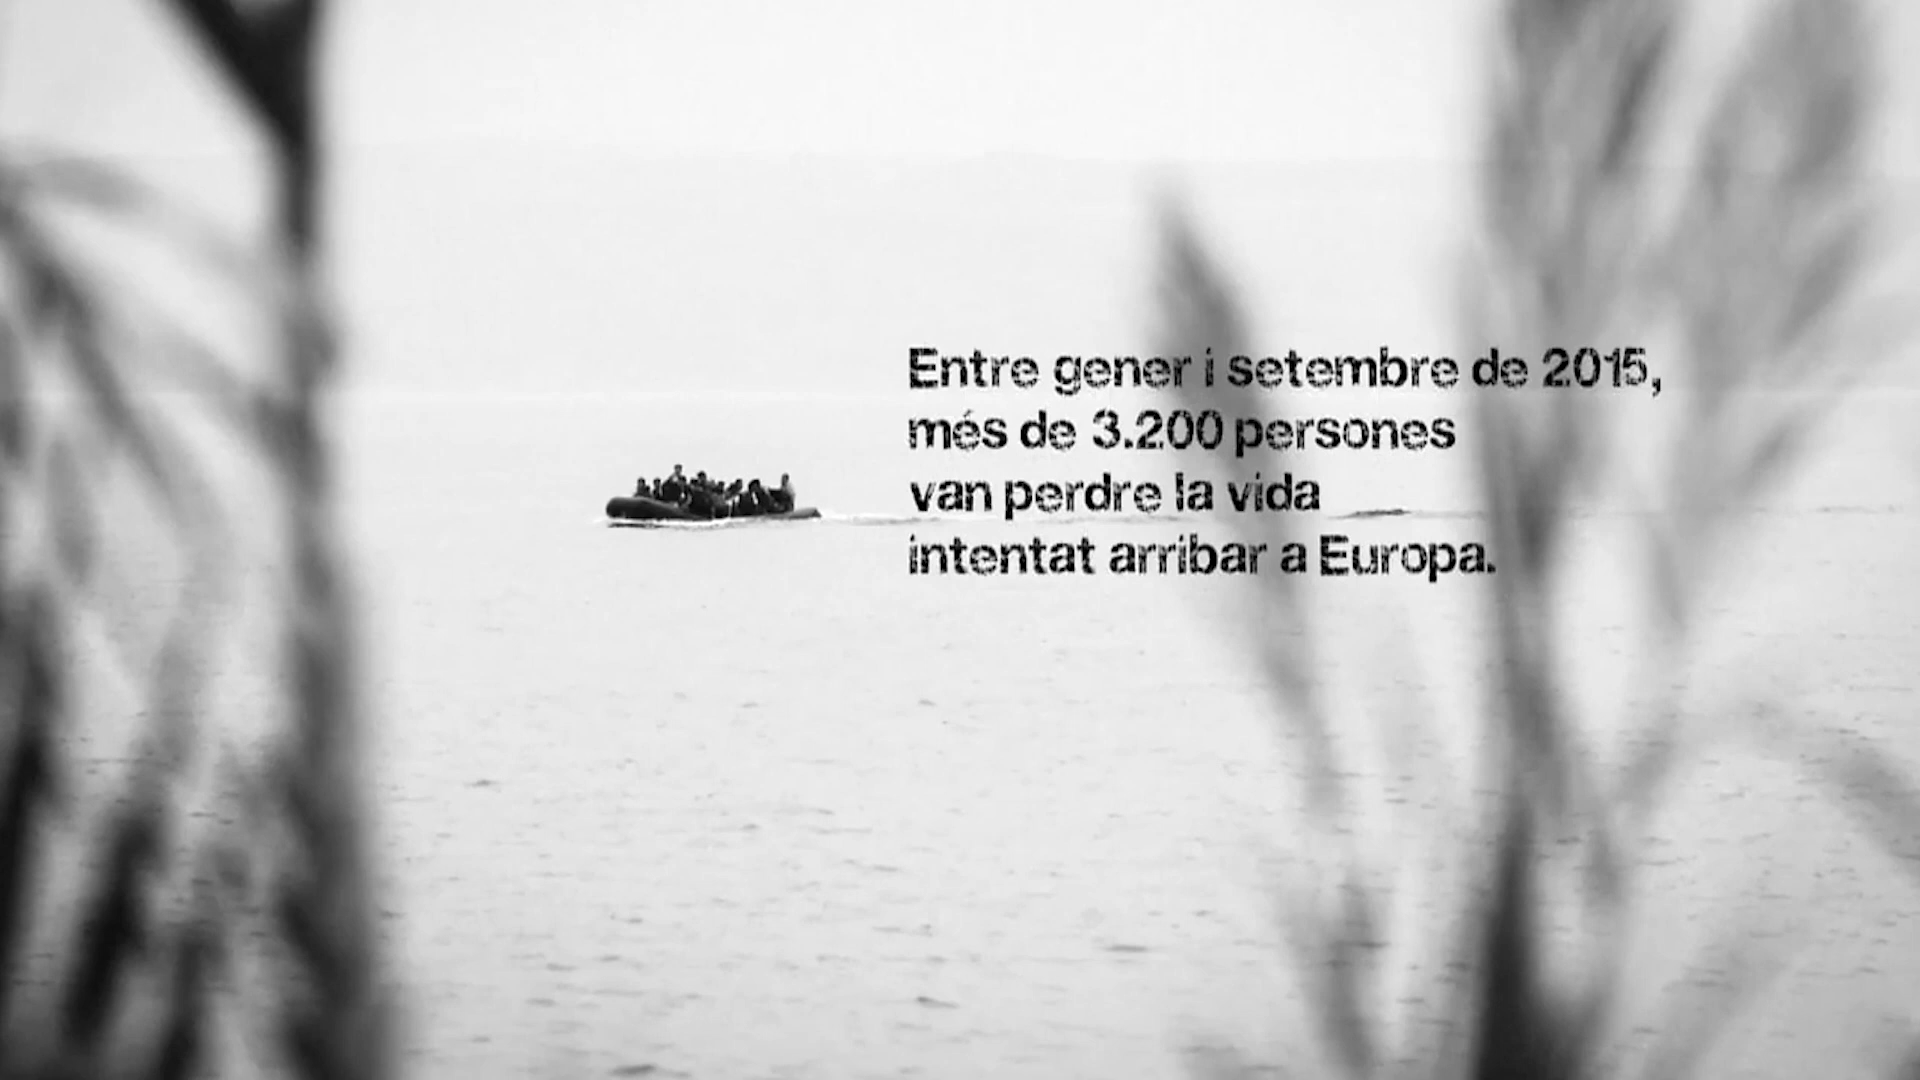 Entre gener i setembre de 2015,
més de 3.200 persones
van perdre la vida
intentat arribar a Europa.